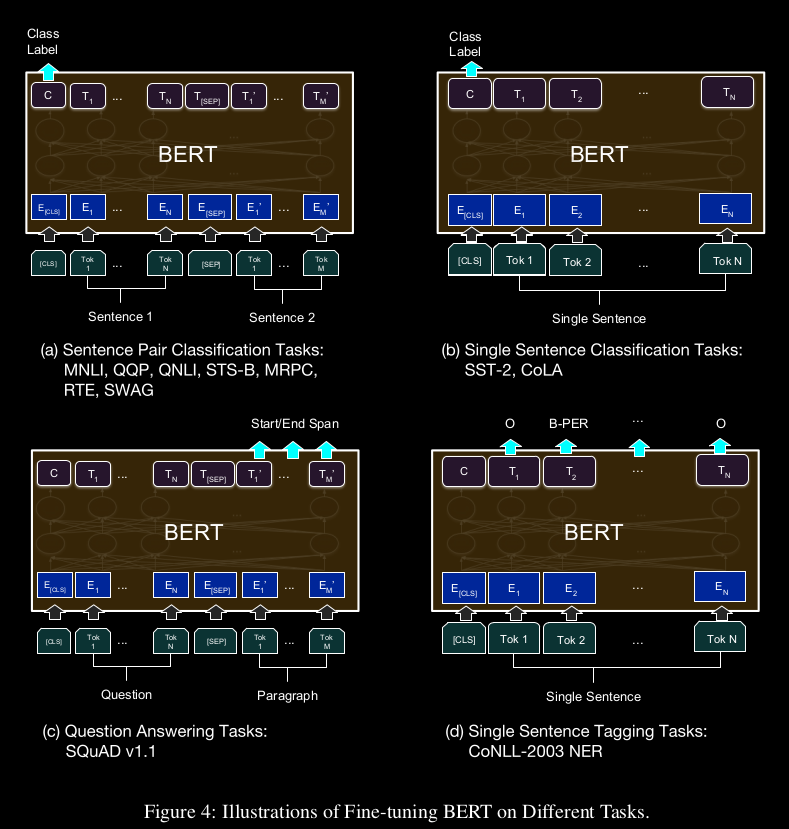 Class
Label
C T1 ... TN T[SEP] T1' ... TM'
BERT
E[CLS] E1 ... EN E[SEP] E1' ... EM'
[CLS] Tok 1 ... Tok N [SEP] Tok 1 ... Tok M
Sentence 1 Sentence 2
(a) Sentence Pair Classification Tasks:
MNLI, QQP, QNLI, STS-B, MRPC,
RTE, SWAG
Class
Label
C T1 T2 ... TN
BERT
E[CLS] E1 E2 ... EN
[CLS] Tok 1 Tok 2 ... Tok N
Single Sentence
(b) Single Sentence Classification Tasks:
SST-2, CoLA
Start/End Span
C T1 ... TN T[SEP] T1' ... TM'
BERT
E[CLS] E1 ... EN E[SEP] E1' ... EM'
[CLS] Tok 1 ... Tok N [SEP] Tok 1 ... Tok M
Question Paragraph
(c) Question Answering Tasks:
SQuAD v1.1
O B-PER ... O
C T1 T2 ... TN
BERT
E[CLS] E1 E2 ... EN
[CLS] Tok 1 Tok 2 ... Tok N
Single Sentence
(d) Single Sentence Tagging Tasks:
CoNLL-2003 NER
Figure 4: Illustrations of Fine-tuning BERT on Different Tasks.